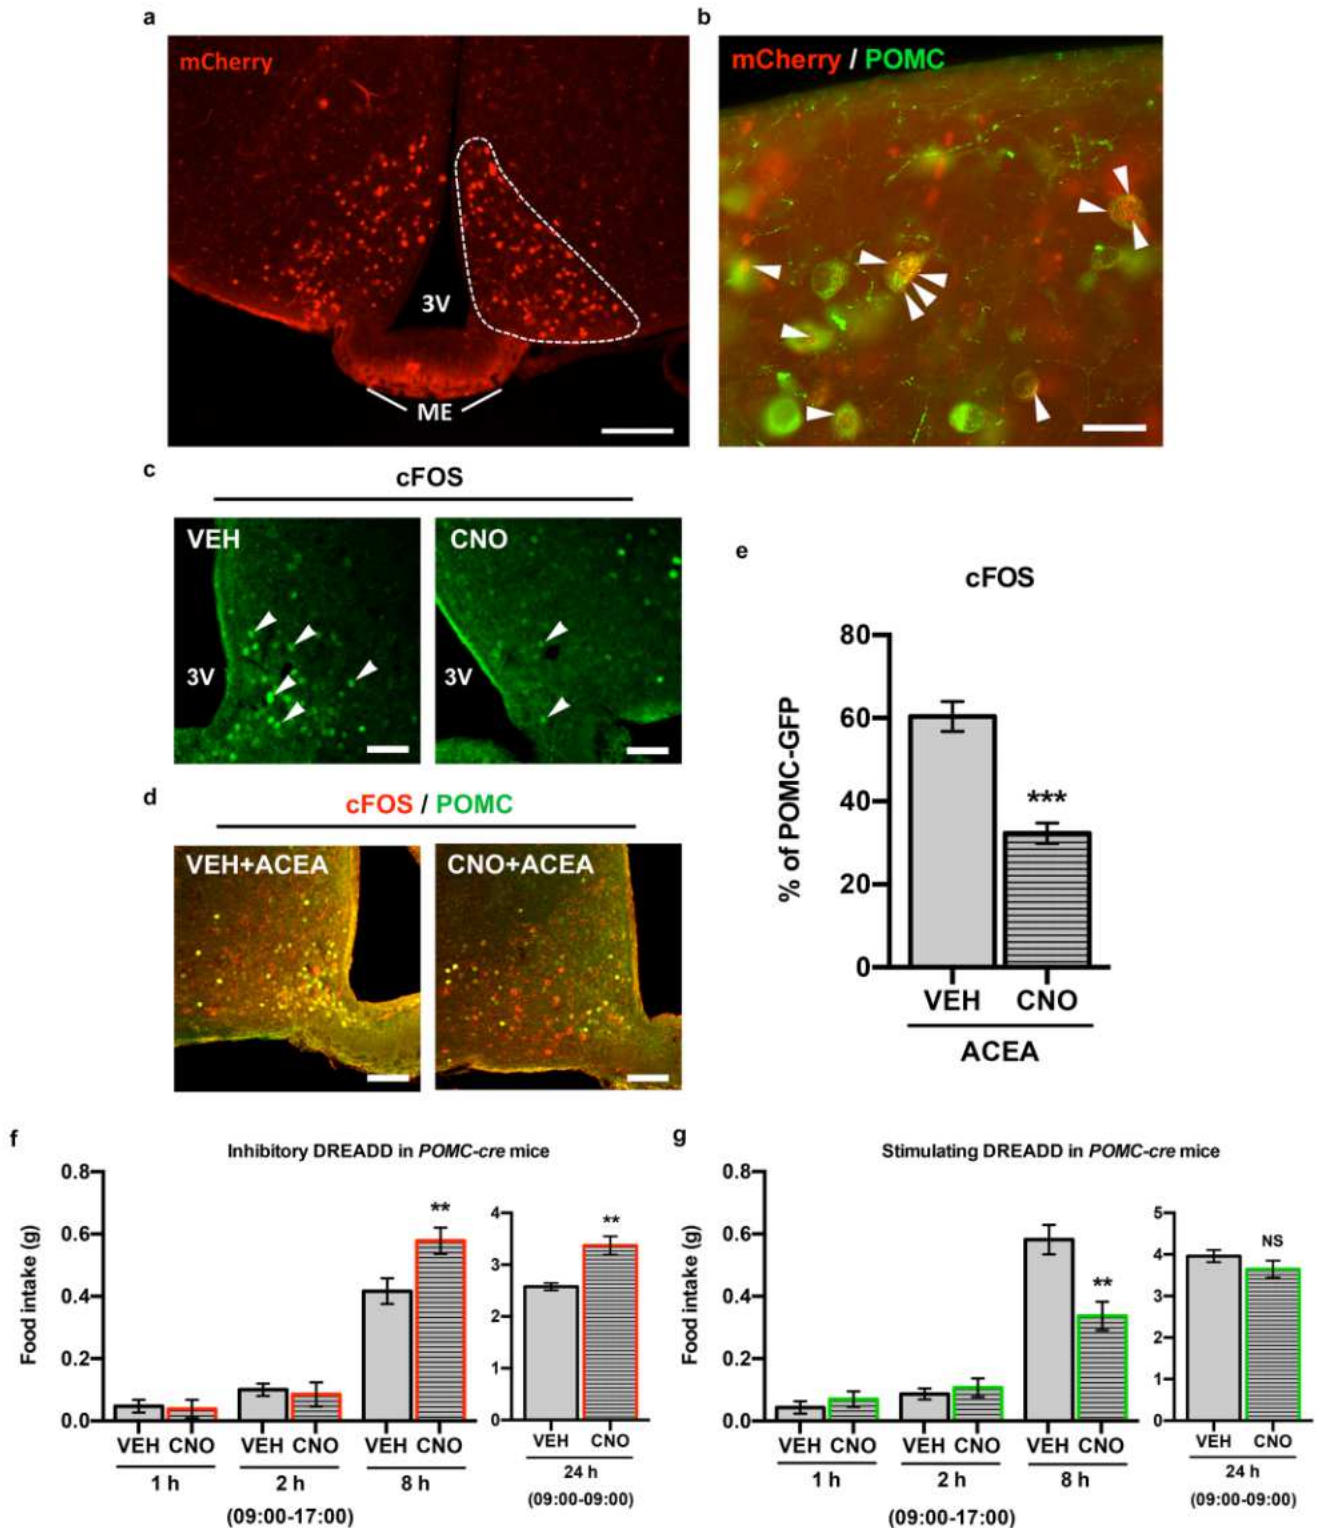 a
mCherry
3V
ME
b
mCherry / POMC
c
cFOS
VEH
3V
CNO
3V
d
cFOS / POMC
VEH+ACEA
CNO+ACEA
e
cFOS
% of POMC-GFP
80
60
40
20
0
***
VEH CNO
ACEA
f
Inhibitory DREADD in POMC-cre mice
Food intake (g)
0.8
0.6
0.4
0.2
0.0
**
VEH CNO VEH CNO VEH CNO
1 h 2 h 8 h
(09:00-17:00)
4
3
2
1
0
**
VEH CNO
24 h
(09:00-09:00)
g
Stimulating DREADD in POMC-cre mice
Food intake (g)
0.8
0.6
0.4
0.2
0.0
**
VEH CNO VEH CNO VEH CNO
1 h 2 h 8 h
(09:00-17:00)
5
4
3
2
1
0
NS
VEH CNO
24 h
(09:00-09:00)